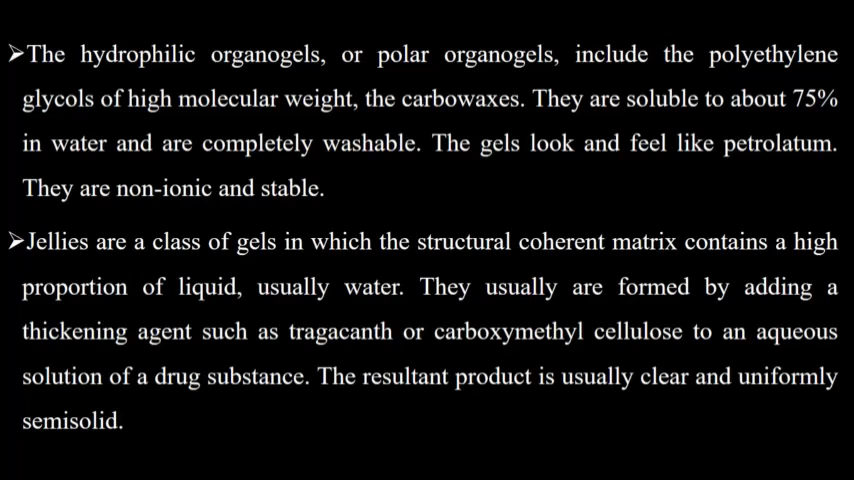 ➢The hydrophilic organogels, or polar organogels, include the polyethylene
glycols of high molecular weight, the carbowaxes. They are soluble to about 75%
in water and are completely washable. The gels look and feel like petrolatum.
They are non-ionic and stable.
➢Jellies are a class of gels in which the structural coherent matrix contains a high
proportion of liquid, usually water. They usually are formed by adding a
thickening agent such as tragacanth or carboxymethyl cellulose to an aqueous
solution of a drug substance. The resultant product is usually clear and uniformly
semisolid.